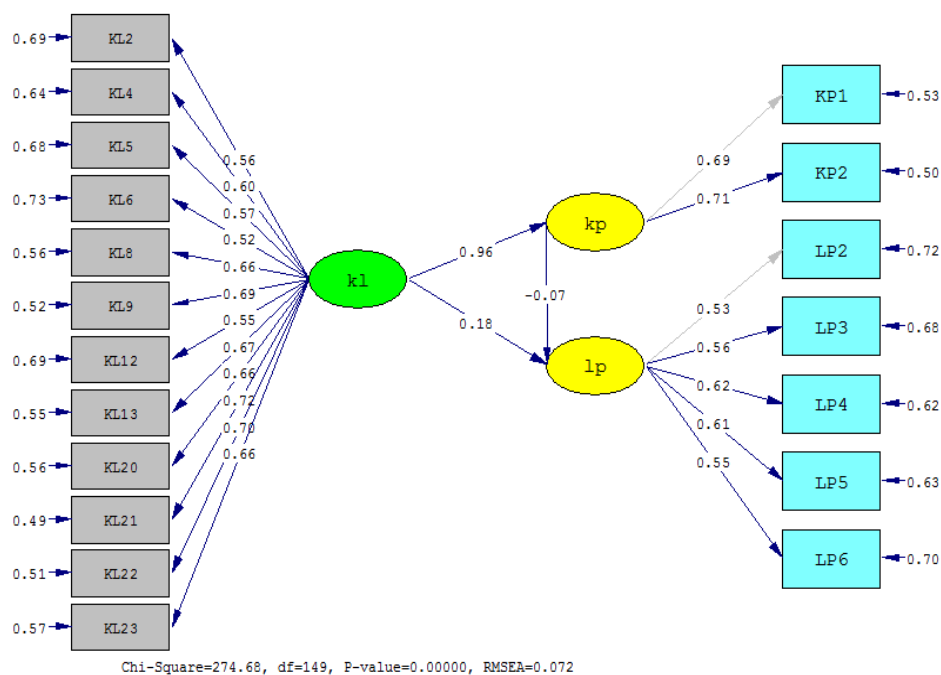 0.69
KL2
0.64
KL4
0.68
KL5
0.73
KL6
0.56
KL8
0.52
KL9
0.69
KL12
0.55
KL13
0.56
KL20
0.49
KL21
0.51
KL22
0.57
KL23
0.56
0.60
0.57
0.52
0.66
0.69
0.55
0.67
0.66
0.72
0.70
0.66
kl
0.96
0.18
kp
-0.07
lp
0.69
0.71
0.53
0.56
0.62
0.61
0.55
KP1
0.53
KP2
0.50
LP2
0.72
LP3
0.68
LP4
0.62
LP5
0.63
LP6
0.70
Chi-Square=274.68, df=149, P-value=0.00000, RMSEA=0.072